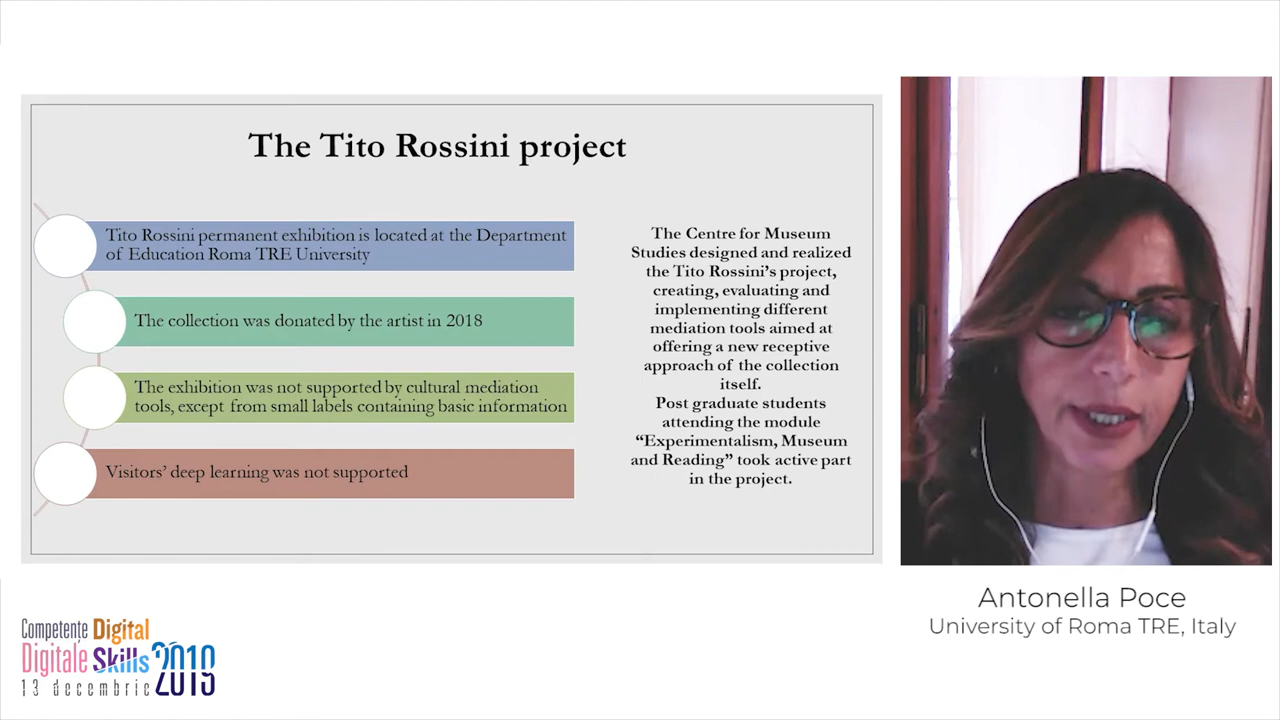 The Tito Rossini project
Tito Rossini permanent exhibition is located at the Department
of Education Roma TRE University
The collection was donated by the artist in 2018
The exhibition was not supported by cultural mediation
tools, except from small labels containing basic information
Visitors' deep learning was not supported
The Centre for Museum
Studies designed and realized
the Tito Rossini's project,
creating, evaluating and
implementing different
mediation tools aimed at
offering a new receptive
approach of the collection
itself.
Post graduate students
attending the module
“Experimentalism, Museum
and Reading” took active part
in the project.
Antonella Poce
University of Roma TRE, Italy
Competențe Digital
Digitale Skills 2019
13 decembrie